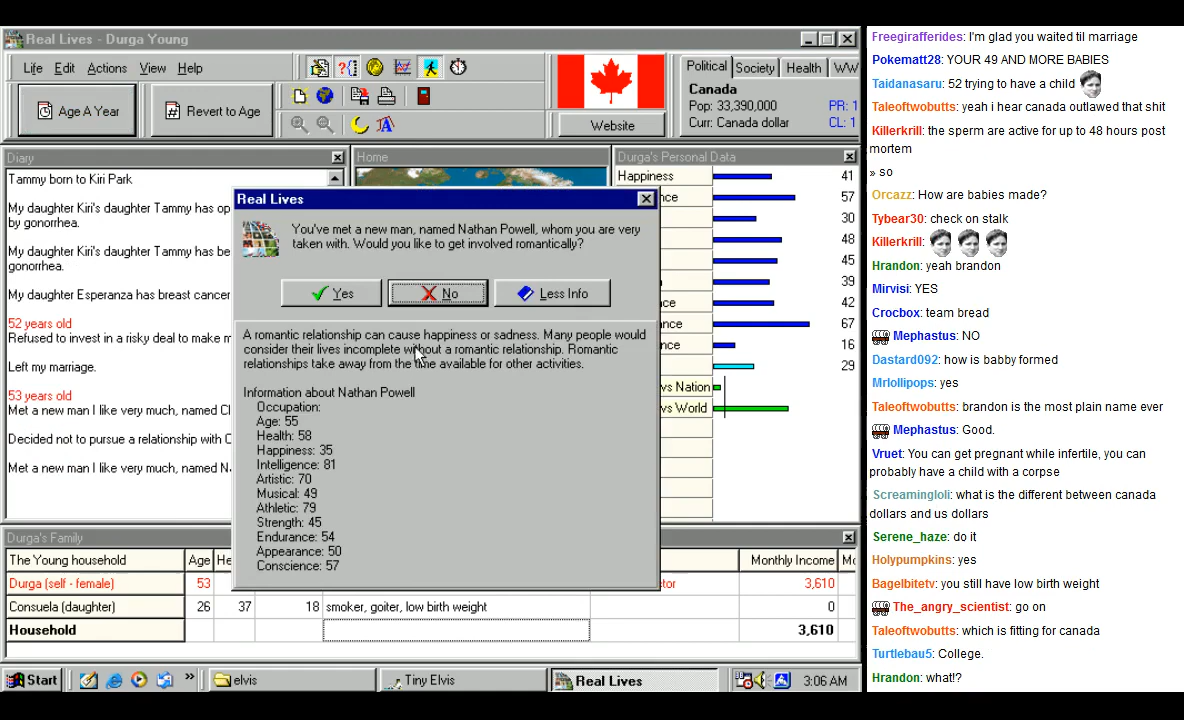 Real Lives - Durga Young
Life Edit Actions View Help
Age A Year
Revert to Age
Website
Political Society Health WW
Canada
Pop: 33,390,000 PR: 1
Curr: Canada dollar CL: 1
Diary
Tammy born to Kiri Park
My daughter Kiri's daughter Tammy has op
by gonorrhea.
My daughter Kiri's daughter Tammy has be
gonorrhea.
My daughter Esperanza has breast cancer
52 years old
Refused to invest in a risky deal to make m
Left my marriage.
53 years old
Met a new man I like very much, named Cl
Decided not to pursue a relationship with C
Met a new man I like very much, named N
Home
Durga's Personal Data
Happiness 41
nce 57
30
48
45
39
ce 42
ce 67
nce 16
29
vs Nation
vs World
Real Lives
You've met a new man, named Nathan Powell, whom you are very
taken with. Would you like to get involved romantically?
Yes
No
Less Info
A romantic relationship can cause happiness or sadness. Many people would
consider their lives incomplete without a romantic relationship. Romantic
relationships take away from the time available for other activities.
Information about Nathan Powell
Occupation:
Age: 55
Health: 58
Happiness: 35
Intelligence: 81
Artistic: 70
Musical: 49
Athletic: 79
Strength: 45
Endurance: 54
Appearance: 50
Conscience: 57
Durga's Family
The Young household Age He Monthly Income Mo
Durga (self - female) 53 ctor 3,610
Consuela (daughter) 26 37 18 smoker, goiter, low birth weight 0
Household 3,610
Start elvis Tiny Elvis Real Lives 3:06 AM
Freegirafferides: I'm glad you waited til marriage
Pokematt28: YOUR 49 AND MORE BABIES
Taidanasaru: 52 trying to have a child
Taleoftwobutts: yeah i hear canada outlawed that shit
Killerkrill: the sperm are active for up to 48 hours post
mortem
» so
Orcazz: How are babies made?
Tybear30: check on stalk
Killerkrill:
Hrandon: yeah brandon
Mirvisi: YES
Crocbox: team bread
Mephastus: NO
Dastard092: how is babby formed
Mrlollipops: yes
Taleoftwobutts: brandon is the most plain name ever
Mephastus: Good.
Vruet: You can get pregnant while infertile, you can
probably have a child with a corpse
Screamingloli: what is the different between canada
dollars and us dollars
Serene_haze: do it
Holypumpkins: yes
Bagelbitetv: you still have low birth weight
The_angry_scientist: go on
Taleoftwobutts: which is fitting for canada
Turtlebau5: College.
Hrandon: what!?